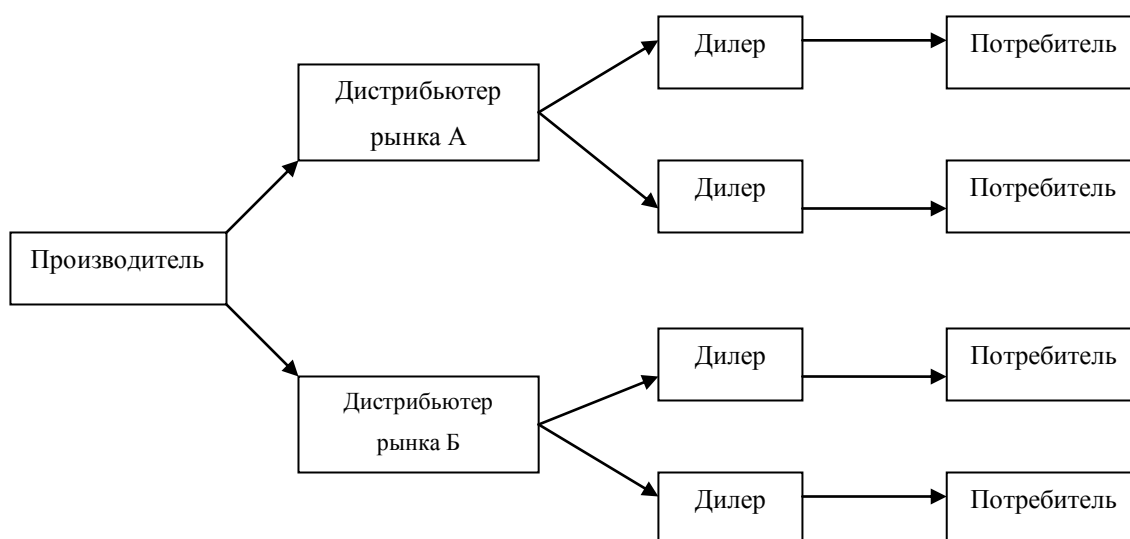 Дилер
Потребитель
Дистрибьютер
рынка А
Дилер
Потребитель
Производитель
Дилер
Потребитель
Дистрибьютер
рынка Б
Дилер
Потребитель